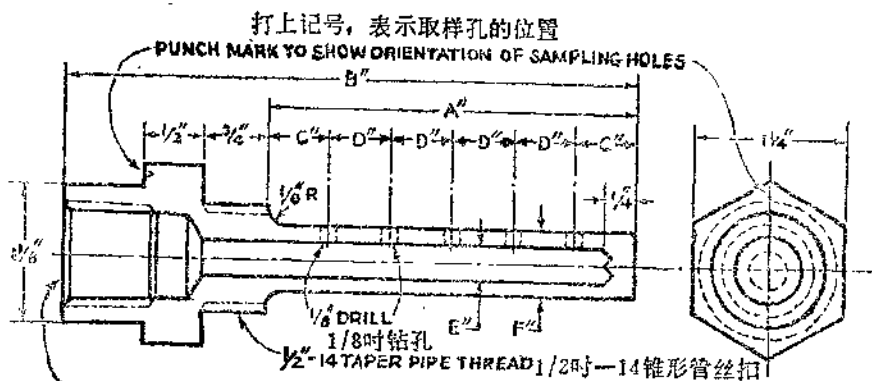 打上记号，表示取样孔的位置
PUNCH MARK TO SHOW ORIENTATION OF SAMPLING HOLES
B"
A"
1/2" 3/4" C" D" D" D" D" C"
1 1/4"
1/8 R
1/4"
1/8" DRILL
1/8吋钻孔
E" F"
1/2"-14 TAPER PIPE THREAD 1/2吋—14锥形管丝扣